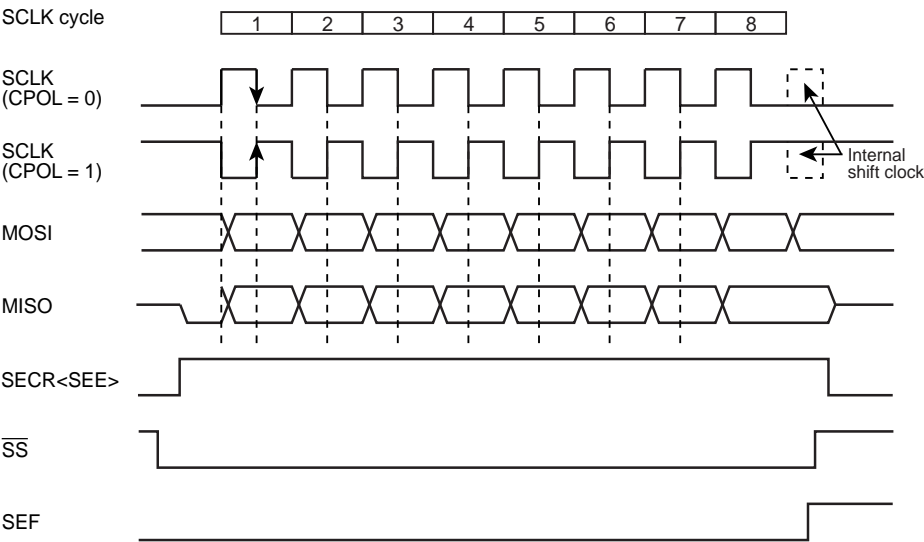 SCLK cycle
1 2 3 4 5 6 7 8
SCLK
(CPOL = 0)
SCLK
(CPOL = 1)
Internal
shift clock
MOSI
MISO
SECR<SEE>
S̅S̅
SEF